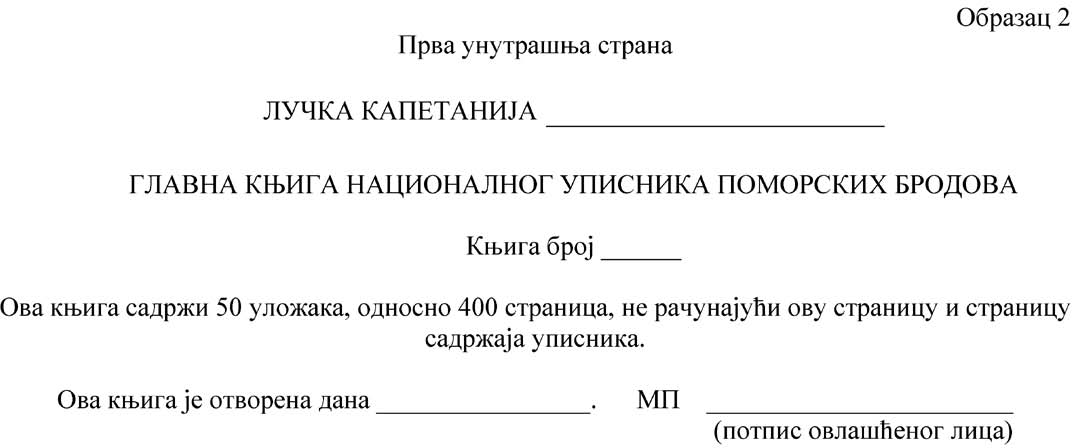 Образац 2
Прва унутрашња страна
ЛУЧКА КАПЕТАНИЈА __________________________
ГЛАВНА КЊИГА НАЦИОНАЛНОГ УПИСНИКА ПОМОРСКИХ БРОДОВА
Књига број ______
Ова књига садржи 50 уложака, односно 400 страница, не рачунајући ову страницу и страницу
садржаја уписника.
Ова књига је отворена дана ________________. МП _______________________
(потпис овлашћеног лица)